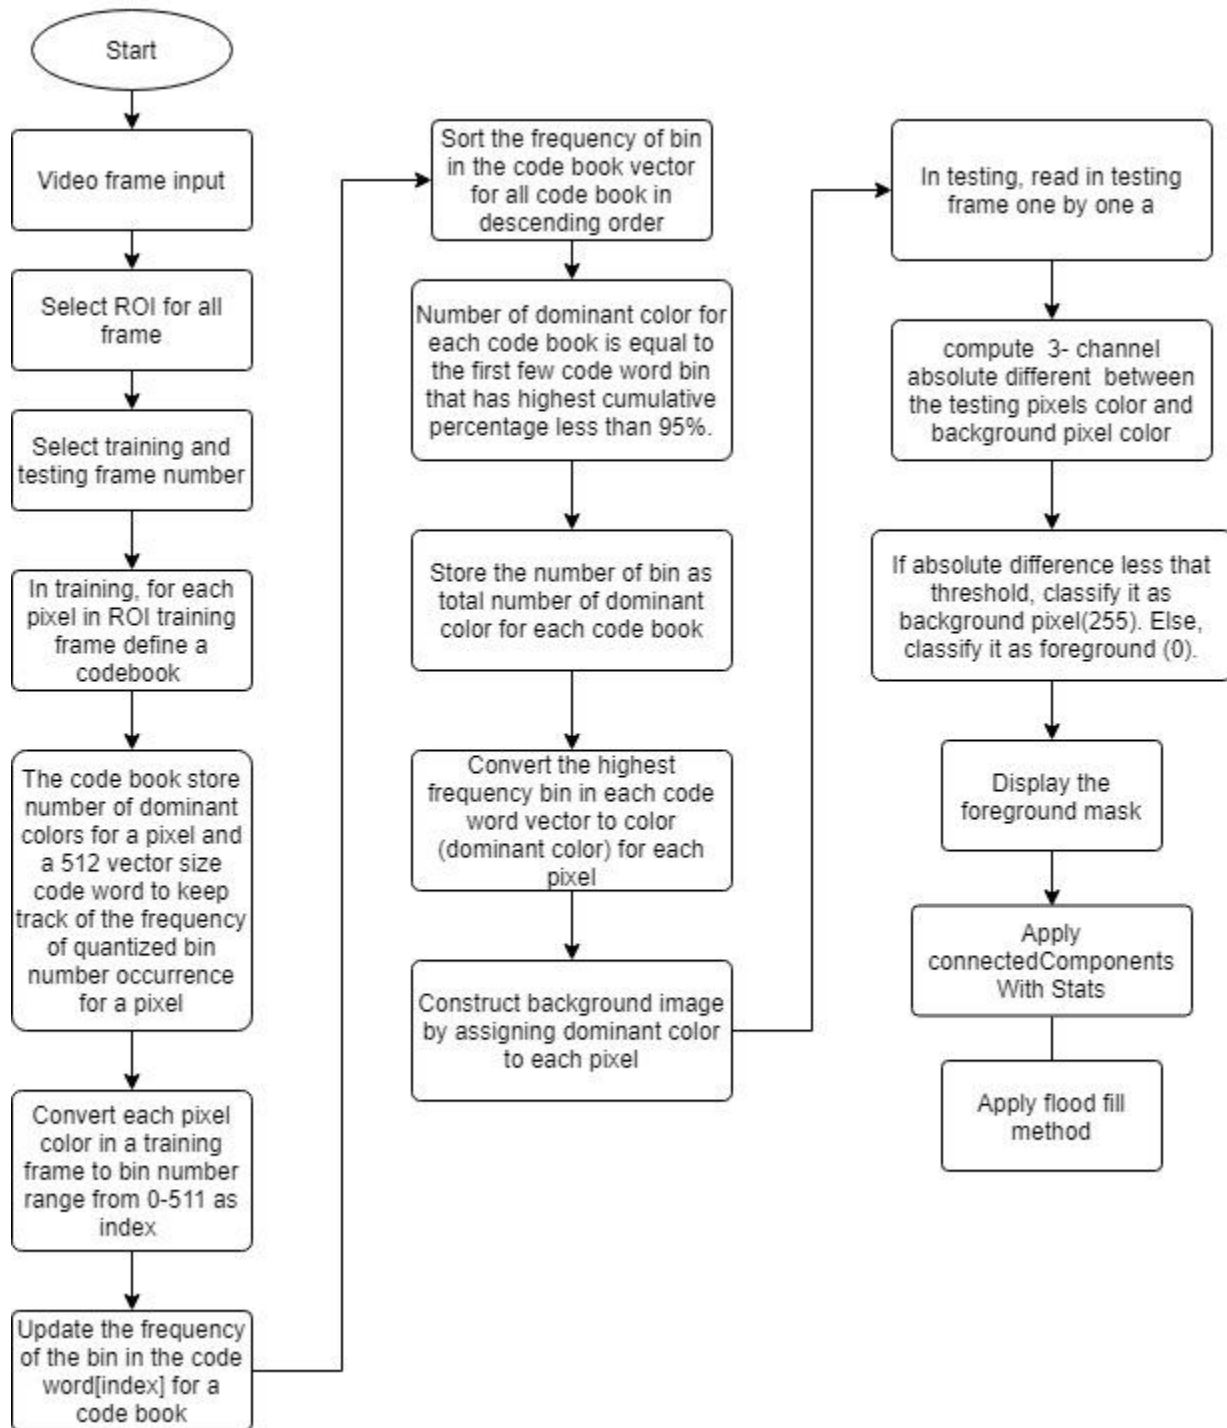 Start
Video frame input
Select ROI for all
frame
Select training and
testing frame number
In training, for each
pixel in ROI training
frame define a
codebook
The code book store
number of dominant
colors for a pixel and
a 512 vector size
code word to keep
track of the frequency
of quantized bin
number occurrence
for a pixel
Convert each pixel
color in a training
frame to bin number
range from 0-511 as
index
Update the frequency
of the bin in the code
word[index] for a
code book
Sort the frequency of bin
in the code book vector
for all code book in
descending order
Number of dominant color for
each code book is equal to
the first few code word bin
that has highest cumulative
percentage less than 95%.
Store the number of bin as
total number of dominant
color for each code book
Convert the highest
frequency bin in each code
word vector to color
(dominant color) for each
pixel
Construct background image
by assigning dominant color
to each pixel
In testing, read in testing
frame one by one a
compute 3- channel
absolute different between
the testing pixels color and
background pixel color
If absolute difference less that
threshold, classify it as
background pixel(255). Else,
classify it as foreground (0).
Display the
foreground mask
Apply
connectedComponents
With Stats
Apply flood fill
method